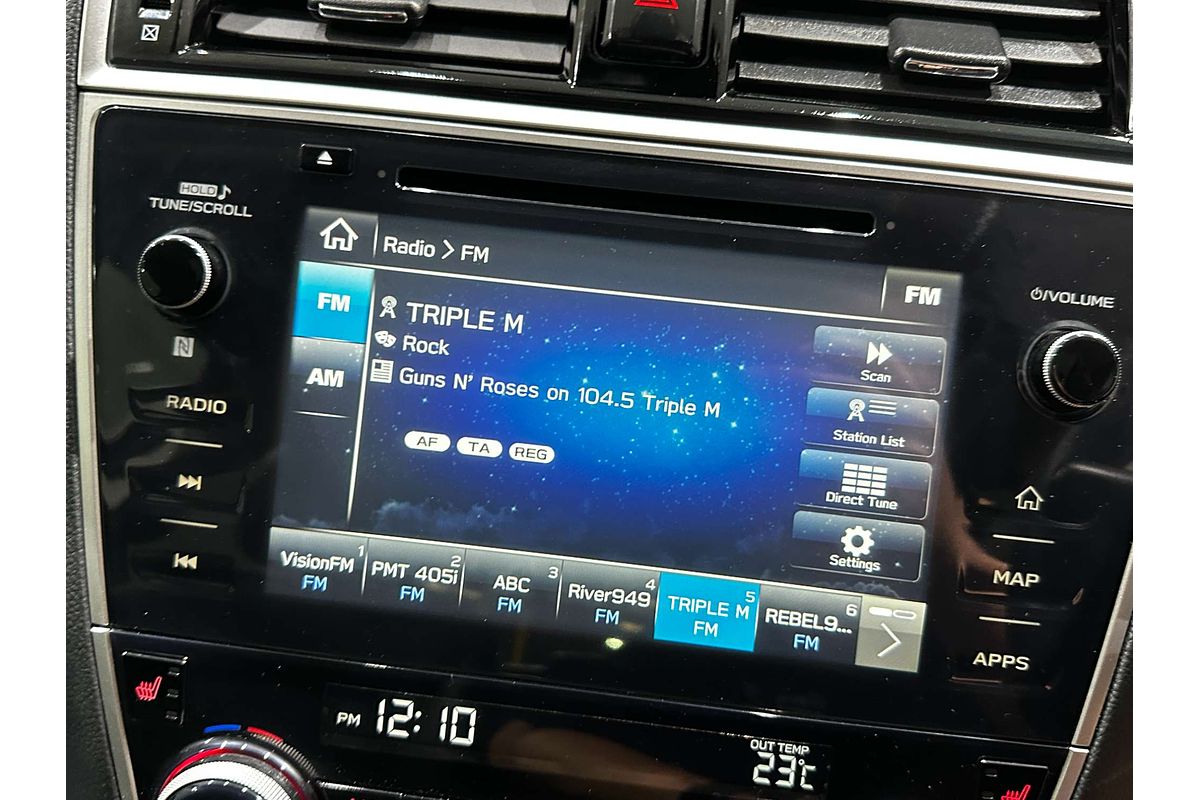 HOLD
TUNE/SCROLL
Radio > FM
FM
FM
AM
TRIPLE M
Rock
Guns N' Roses on 104.5 Triple M
AF TA REG
Scan
Station List
Direct Tune
Settings
VisionFM 1
FM
PMT 405i 2
FM
ABC 3
FM
River949 4
FM
TRIPLE M 5
FM
REBEL9... 6
FM
RADIO
/VOLUME
MAP
APPS
PM 12:10
OUT TEMP
23°C